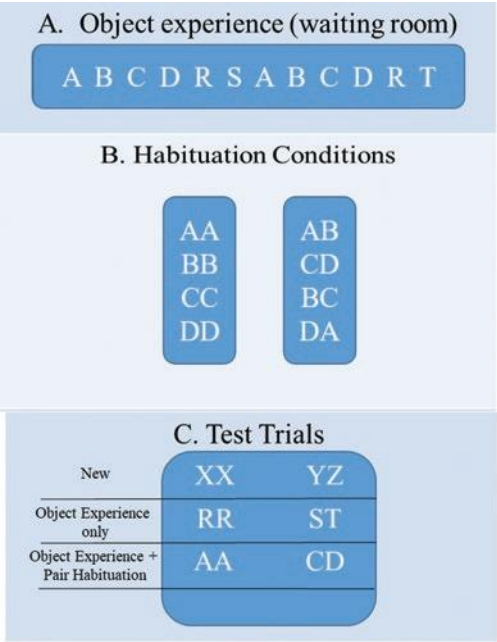 A. Object experience (waiting room)
A B C D R S A B C D R T
B. Habituation Conditions
AA AB
BB CD
CC BC
DD DA
C. Test Trials
New XX YZ
Object Experience
only RR ST
Object Experience +
Pair Habituation AA CD